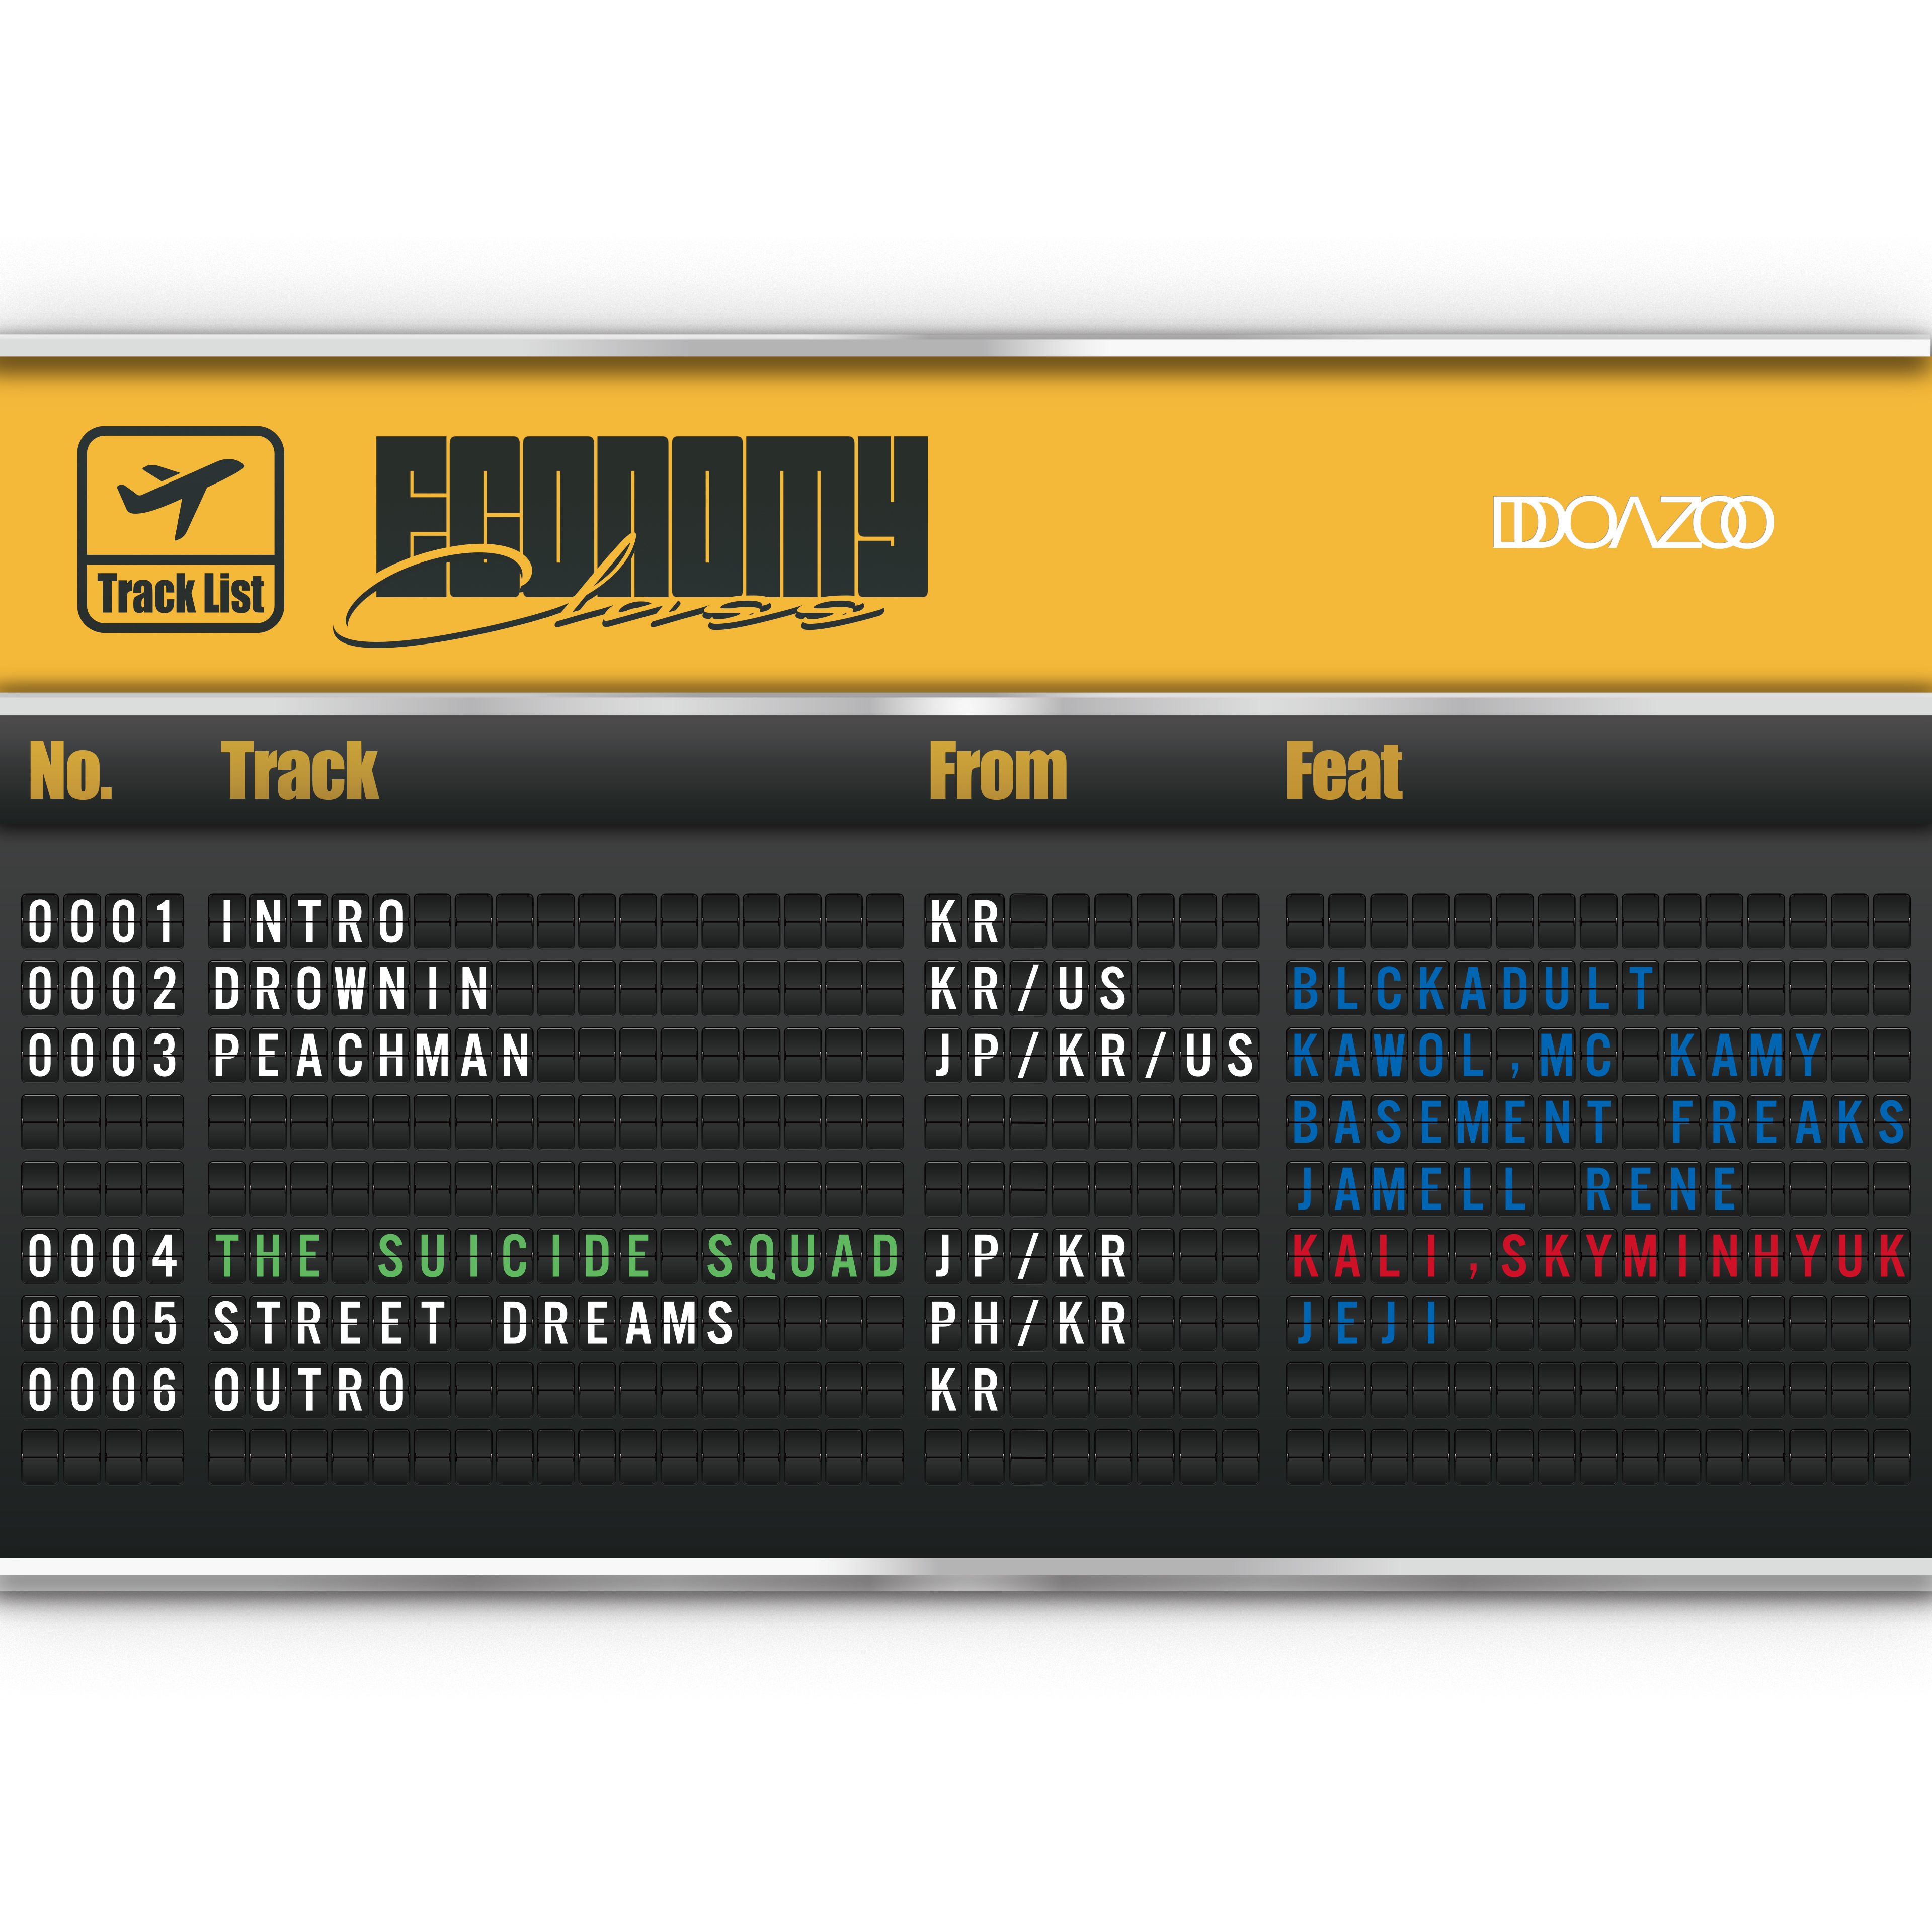 Track List
ECONOMY
Class
DDOAZOO
No. Track From Feat
0001 INTRO KR
0002 DROWNIN KR/US BLCKADULT
0003 PEACHMAN JP/KR/US KAWOL,MC KAMY
BASEMENT FREAKS
JAMELL RENE
0004 THE SUICIDE SQUAD JP/KR KALI,SKYMINHYUK
0005 STREET DREAMS PH/KR JEJI
0006 OUTRO KR